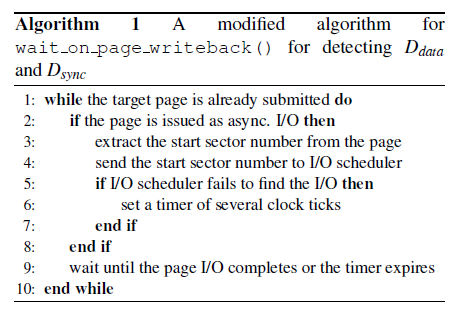 Algorithm 1 A modified algorithm for
wait_on_page_writeback() for detecting D_data
and D_sync
1: while the target page is already submitted do
2: if the page is issued as async. I/O then
3: extract the start sector number from the page
4: send the start sector number to I/O scheduler
5: if I/O scheduler fails to find the I/O then
6: set a timer of several clock ticks
7: end if
8: end if
9: wait until the page I/O completes or the timer expires
10: end while